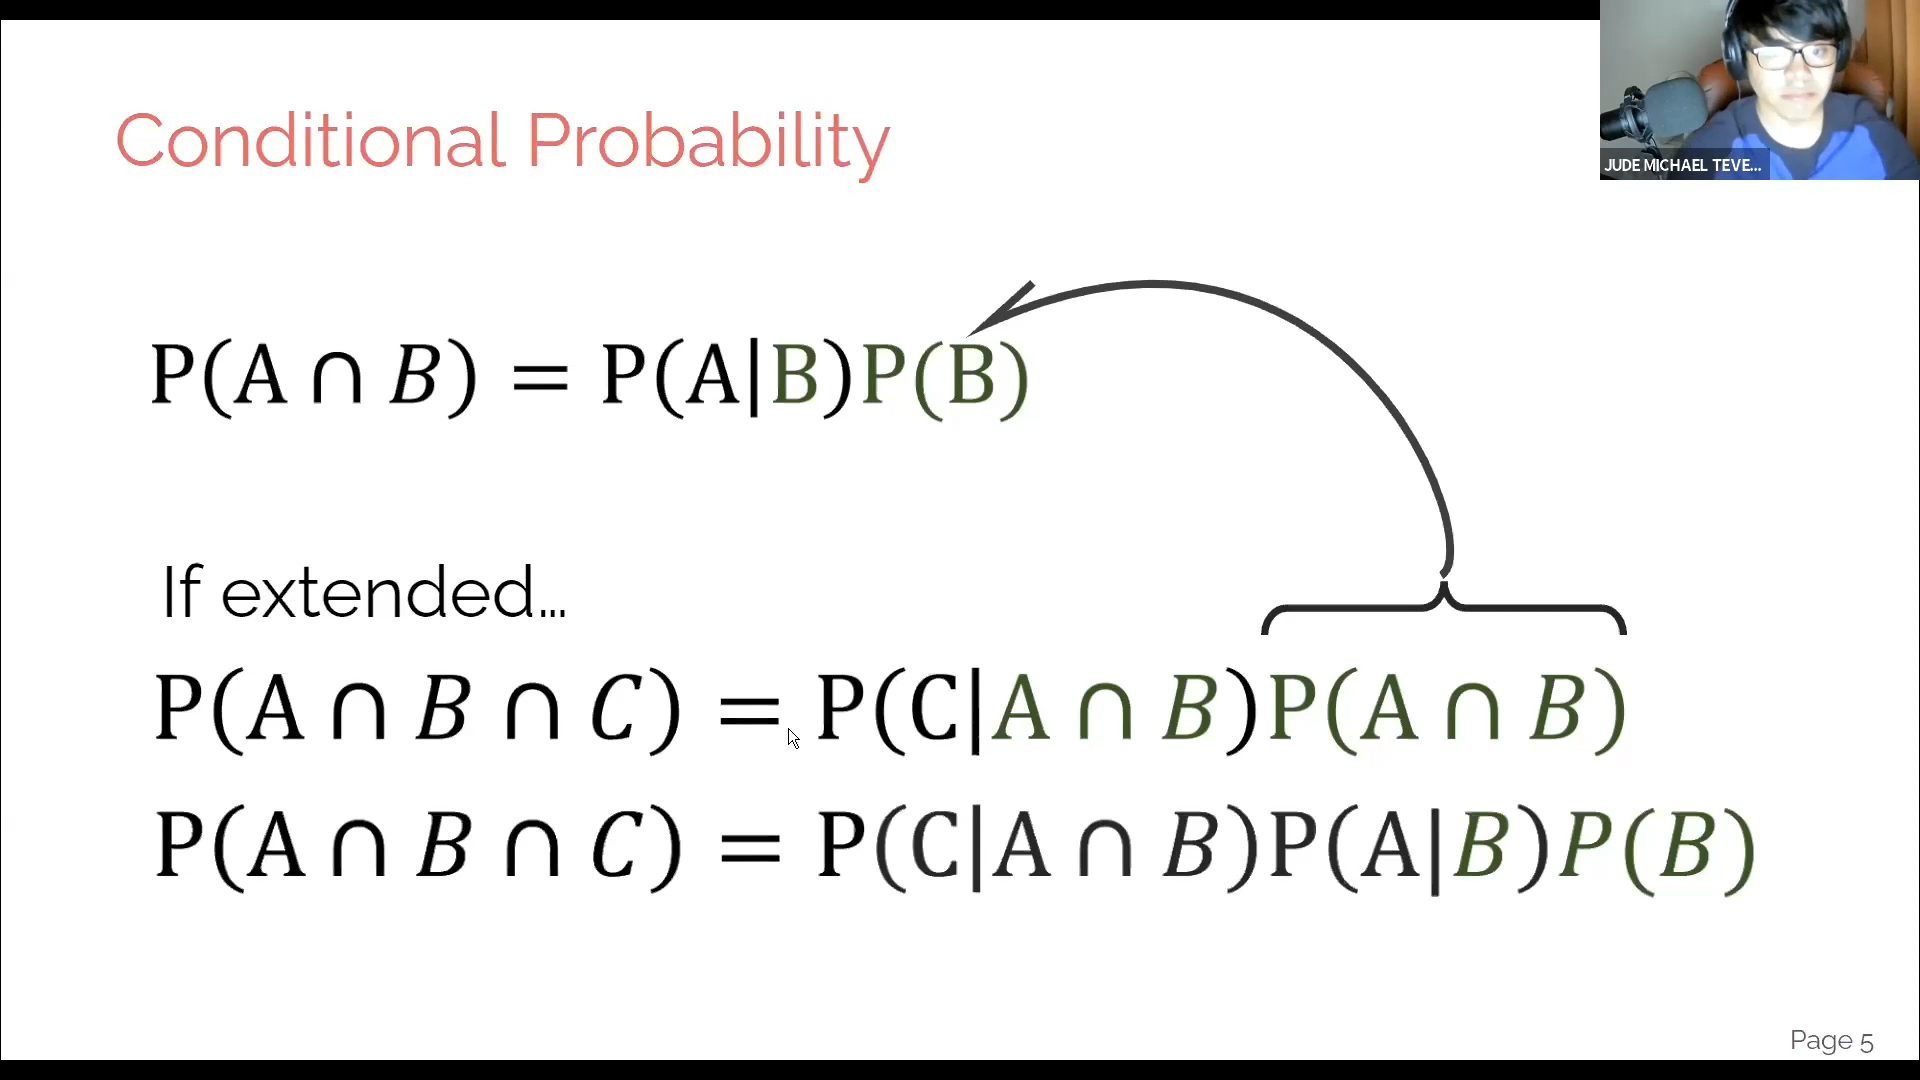 Conditional Probability
JUDE MICHAEL TEVE...
P(A ∩ B) = P(A|B)P(B)
If extended...
P(A ∩ B ∩ C) = P(C|A ∩ B)P(A ∩ B)
P(A ∩ B ∩ C) = P(C|A ∩ B)P(A|B)P(B)
Page 5